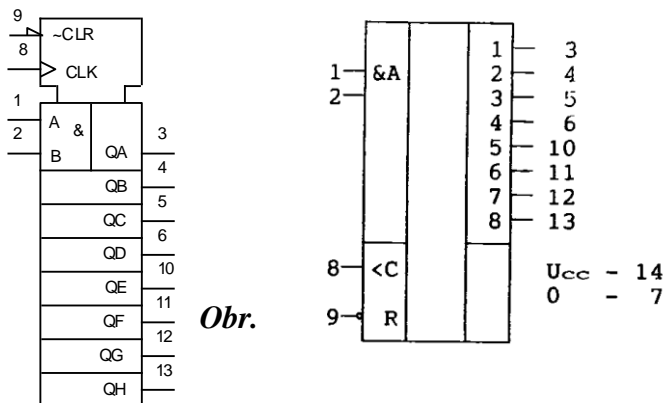 9
~CLR
8
CLK
1
A
&
2
B
3
QA
4
QB
5
QC
6
QD
10
QE
11
QF
12
QG
13
QH
Obr.
1
&A
2
1 3
2 4
3 5
4 6
5 10
6 11
7 12
8 13
8
<C
9
R
Ucc - 14
0 - 7